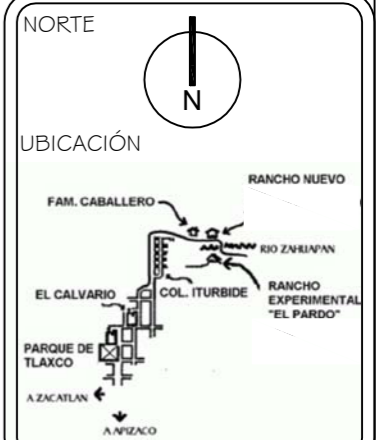 NORTE
N
UBICACIÓN
RANCHO NUEVO
FAM. CABALLERO
RIO ZAHUAPAN
COL. ITURBIDE
RANCHO
EXPERIMENTAL
"EL PARDO"
EL CALVARIO
PARQUE DE
TLAXCO
A ZACATLAN
A APIZACO